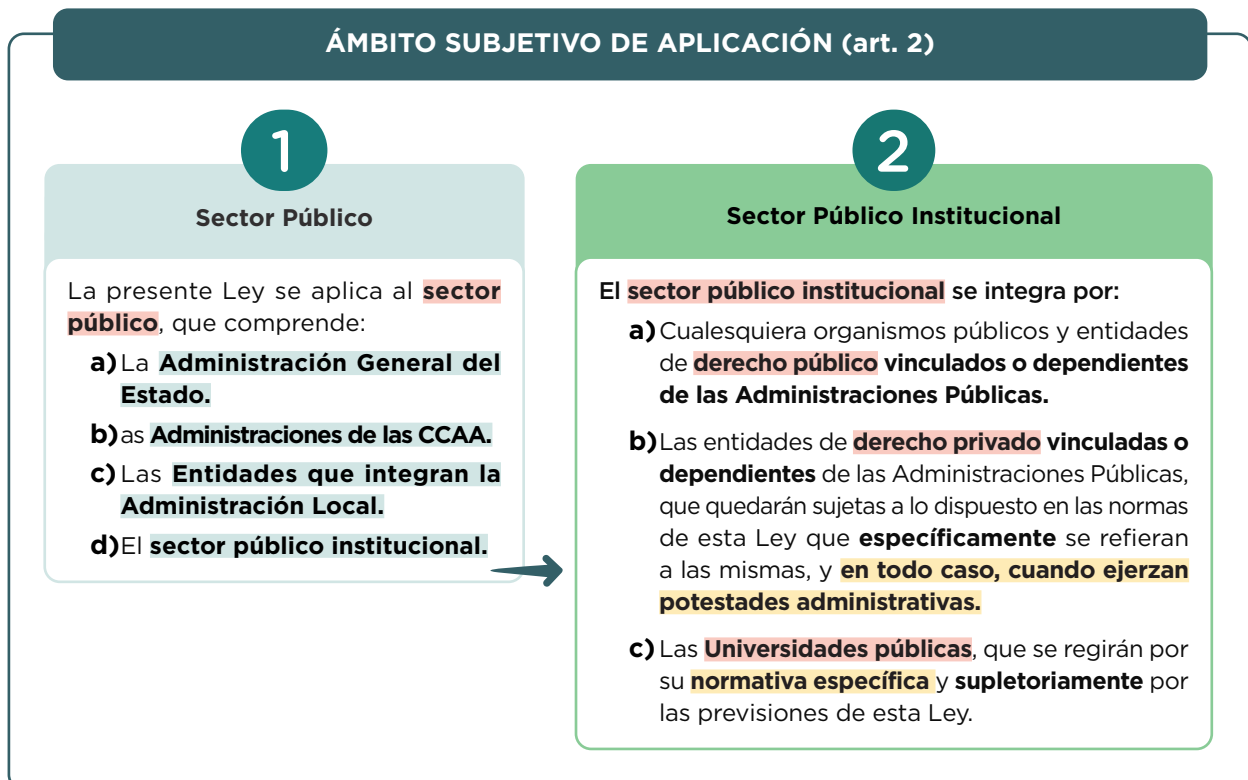 ÁMBITO SUBJETIVO DE APLICACIÓN (art. 2)
1
Sector Público
La presente Ley se aplica al sector
público, que comprende:
a) La Administración General del
Estado.
b) as Administraciones de las CCAA.
c) Las Entidades que integran la
Administración Local.
d) El sector público institucional.
2
Sector Público Institucional
El sector público institucional se integra por:
a) Cualesquiera organismos públicos y entidades
de derecho público vinculados o dependientes
de las Administraciones Públicas.
b) Las entidades de derecho privado vinculadas o
dependientes de las Administraciones Públicas,
que quedarán sujetas a lo dispuesto en las normas
de esta Ley que específicamente se refieran
a las mismas, y en todo caso, cuando ejerzan
potestades administrativas.
c) Las Universidades públicas, que se regirán por
su normativa específica y supletoriamente por
las previsiones de esta Ley.